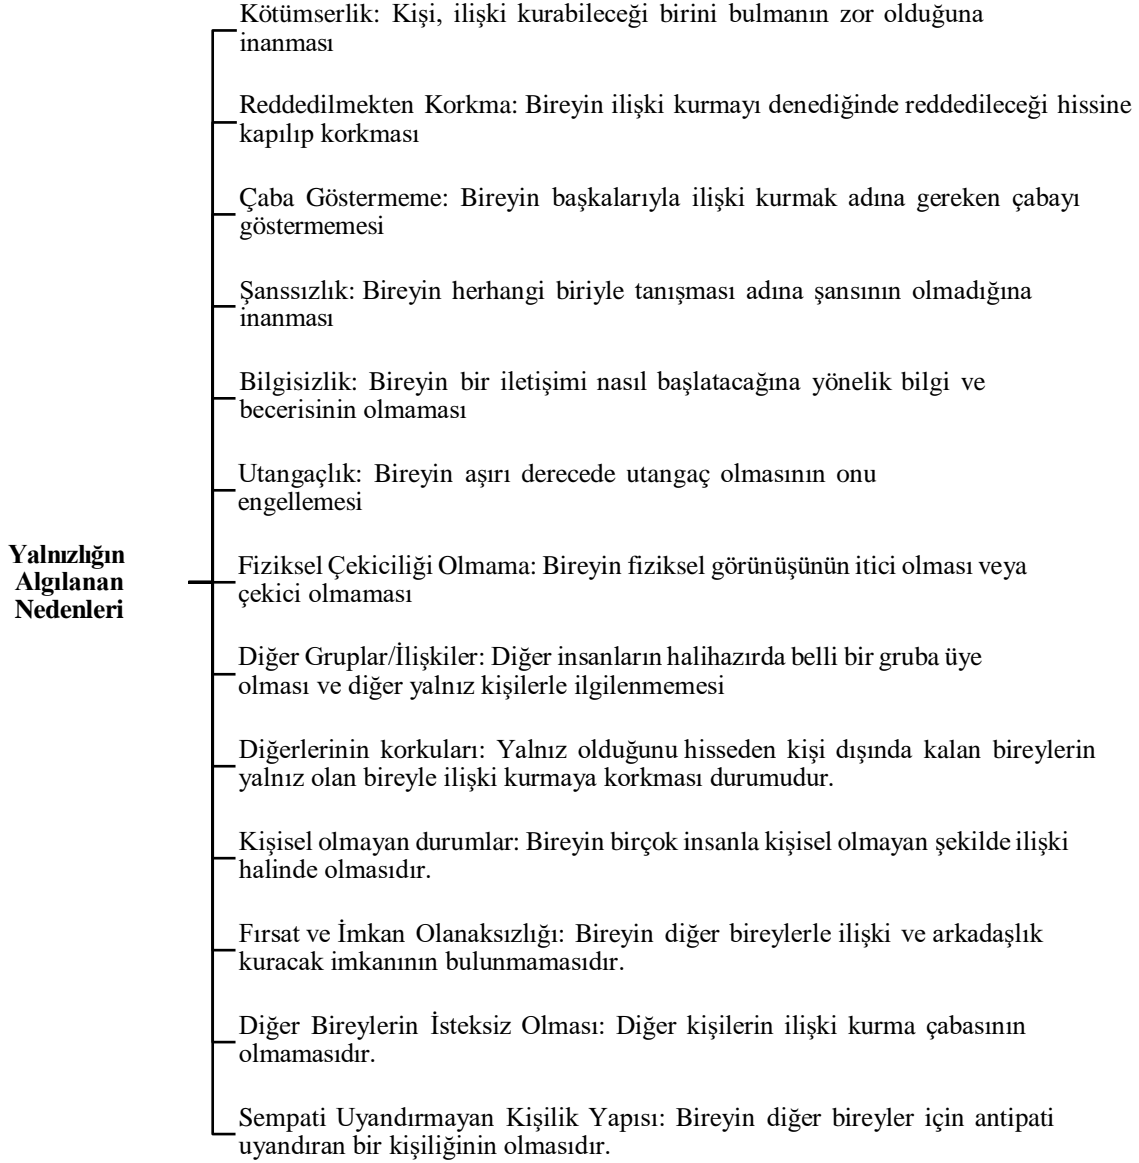 Kötümserlik: Kişi, ilişki kurabileceği birini bulmanın zor olduğuna
inanması
Reddedilmekten Korkma: Bireyin ilişki kurmayı denediğinde reddedileceği hissine
kapılıp korkması
Çaba Göstermeme: Bireyin başkalarıyla ilişki kurmak adına gereken çabayı
göstermemesi
Şanssızlık: Bireyin herhangi biriyle tanışması adına şansının olmadığına
inanması
Bilgisizlik: Bireyin bir iletişimi nasıl başlatacağına yönelik bilgi ve
becerisinin olmaması
Utangaçlık: Bireyin aşırı derecede utangaç olmasının onu
engellemesi
Yalnızlığın
Algılanan
Nedenleri
Fiziksel Çekiciliği Olmama: Bireyin fiziksel görünüşünün itici olması veya
çekici olmaması
Diğer Gruplar/İlişkiler: Diğer insanların halihazırda belli bir gruba üye
olması ve diğer yalnız kişilerle ilgilenmemesi
Diğerlerinin korkuları: Yalnız olduğunu hisseden kişi dışında kalan bireylerin
yalnız olan bireyle ilişki kurmaya korkması durumudur.
Kişisel olmayan durumlar: Bireyin birçok insanla kişisel olmayan şekilde ilişki
halinde olmasıdır.
Fırsat ve İmkan Olanaksızlığı: Bireyin diğer bireylerle ilişki ve arkadaşlık
kuracak imkanının bulunmamasıdır.
Diğer Bireylerin İsteksiz Olması: Diğer kişilerin ilişki kurma çabasının
olmamasıdır.
Sempati Uyandırmayan Kişilik Yapısı: Bireyin diğer bireyler için antipati
uyandıran bir kişiliğinin olmasıdır.